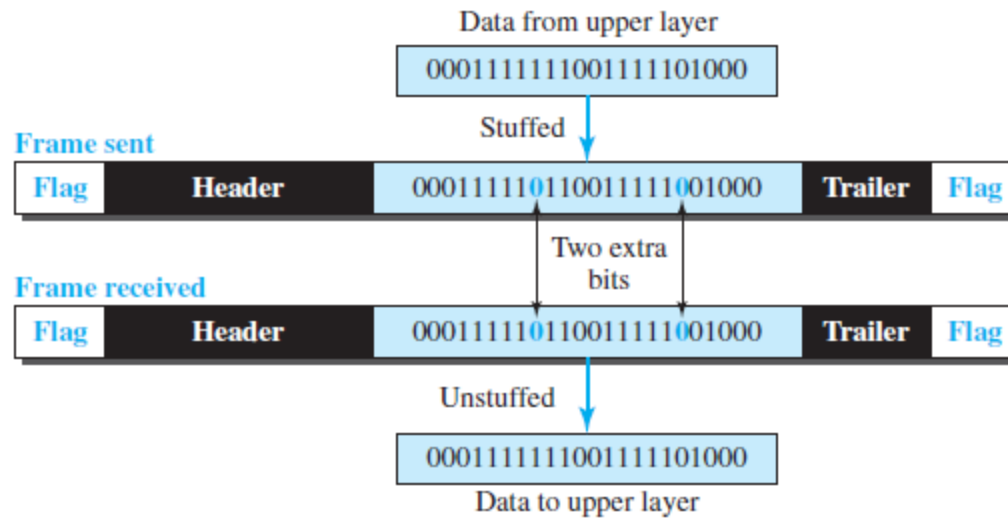 Data from upper layer
0001111111001111101000
Stuffed
Frame sent
Flag Header 000111110110011111001000 Trailer Flag
Two extra
bits
Frame received
Flag Header 000111110110011111001000 Trailer Flag
Unstuffed
0001111111001111101000
Data to upper layer